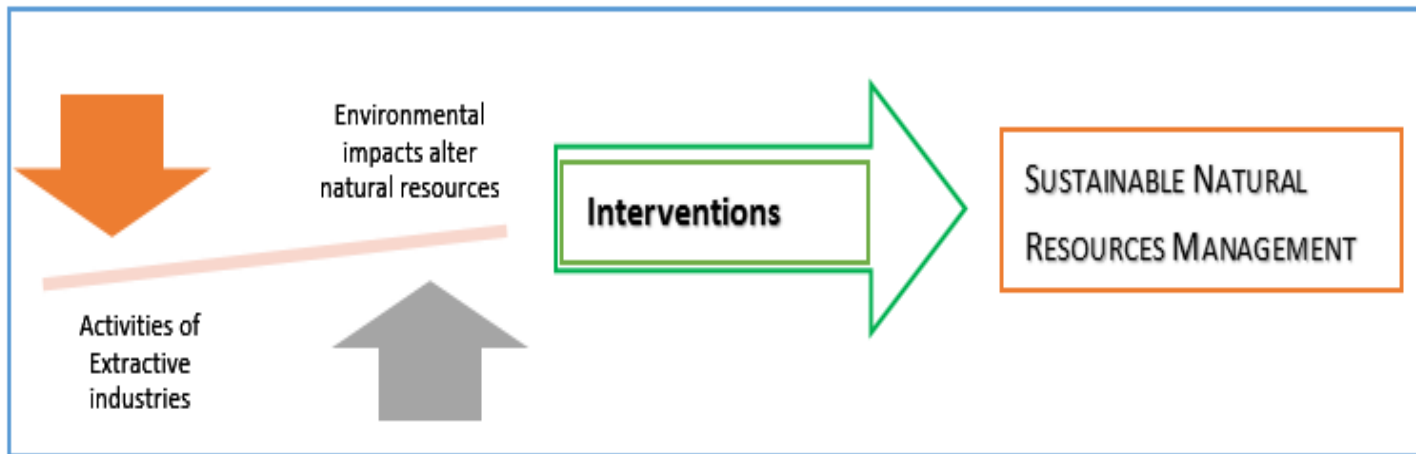 Environmental
impacts alter
natural resources
Activities of
Extractive
industries
Interventions
SUSTAINABLE NATURAL
RESOURCES MANAGEMENT